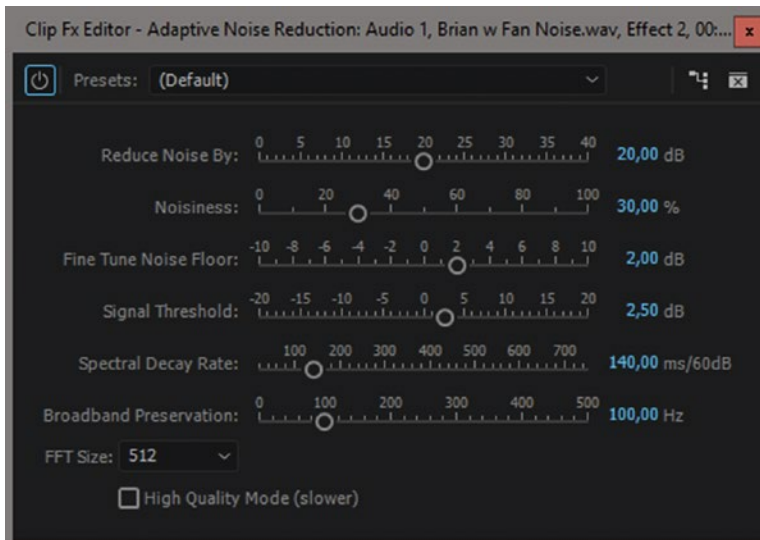 Clip Fx Editor - Adaptive Noise Reduction: Audio 1, Brian w Fan Noise.wav, Effect 2, 00:... x
Presets: (Default)
0 5 10 15 20 25 30 35 40
Reduce Noise By: 20,00 dB
0 20 40 60 80 100
Noisiness: 30,00 %
-10 -8 -6 -4 -2 0 2 4 6 8 10
Fine Tune Noise Floor: 2,00 dB
-20 -15 -10 -5 0 5 10 15 20
Signal Threshold: 2,50 dB
100 200 300 400 500 600 700
Spectral Decay Rate: 140,00 ms/60dB
0 100 200 300 400 500
Broadband Preservation: 100,00 Hz
FFT Size: 512
High Quality Mode (slower)